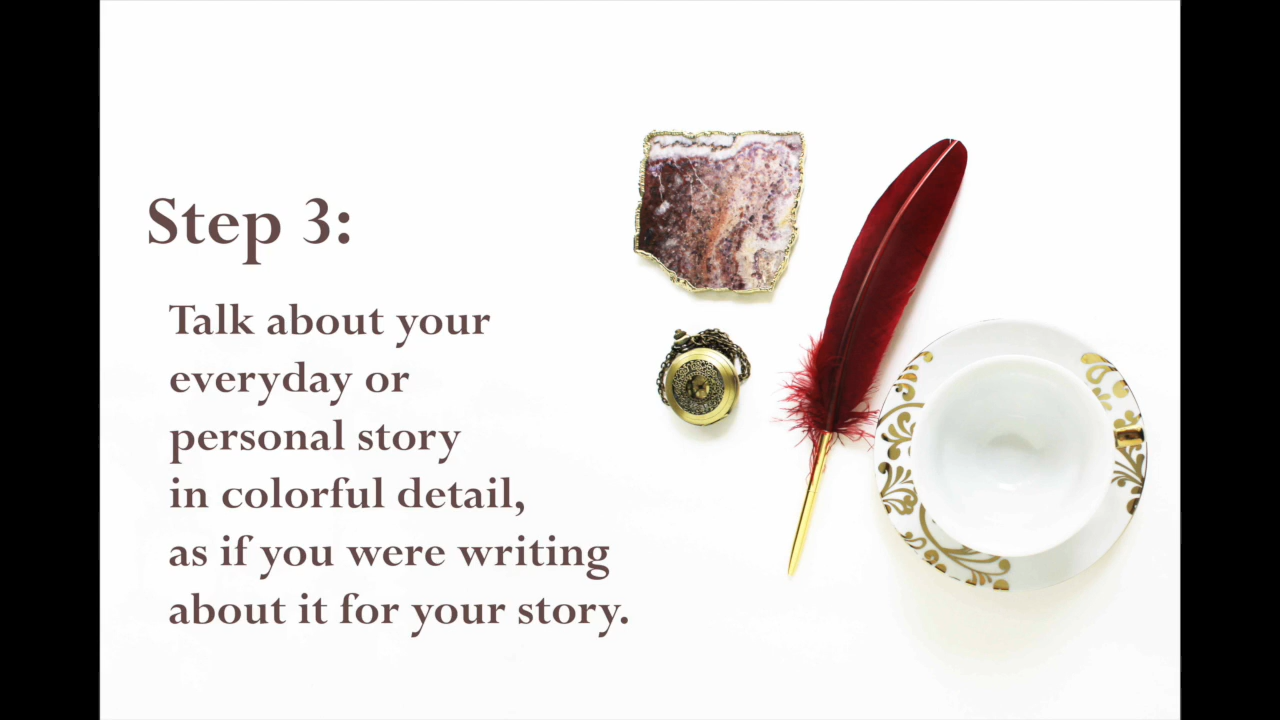 Step 3:
Talk about your
everyday or
personal story
in colorful detail,
as if you were writing
about it for your story.